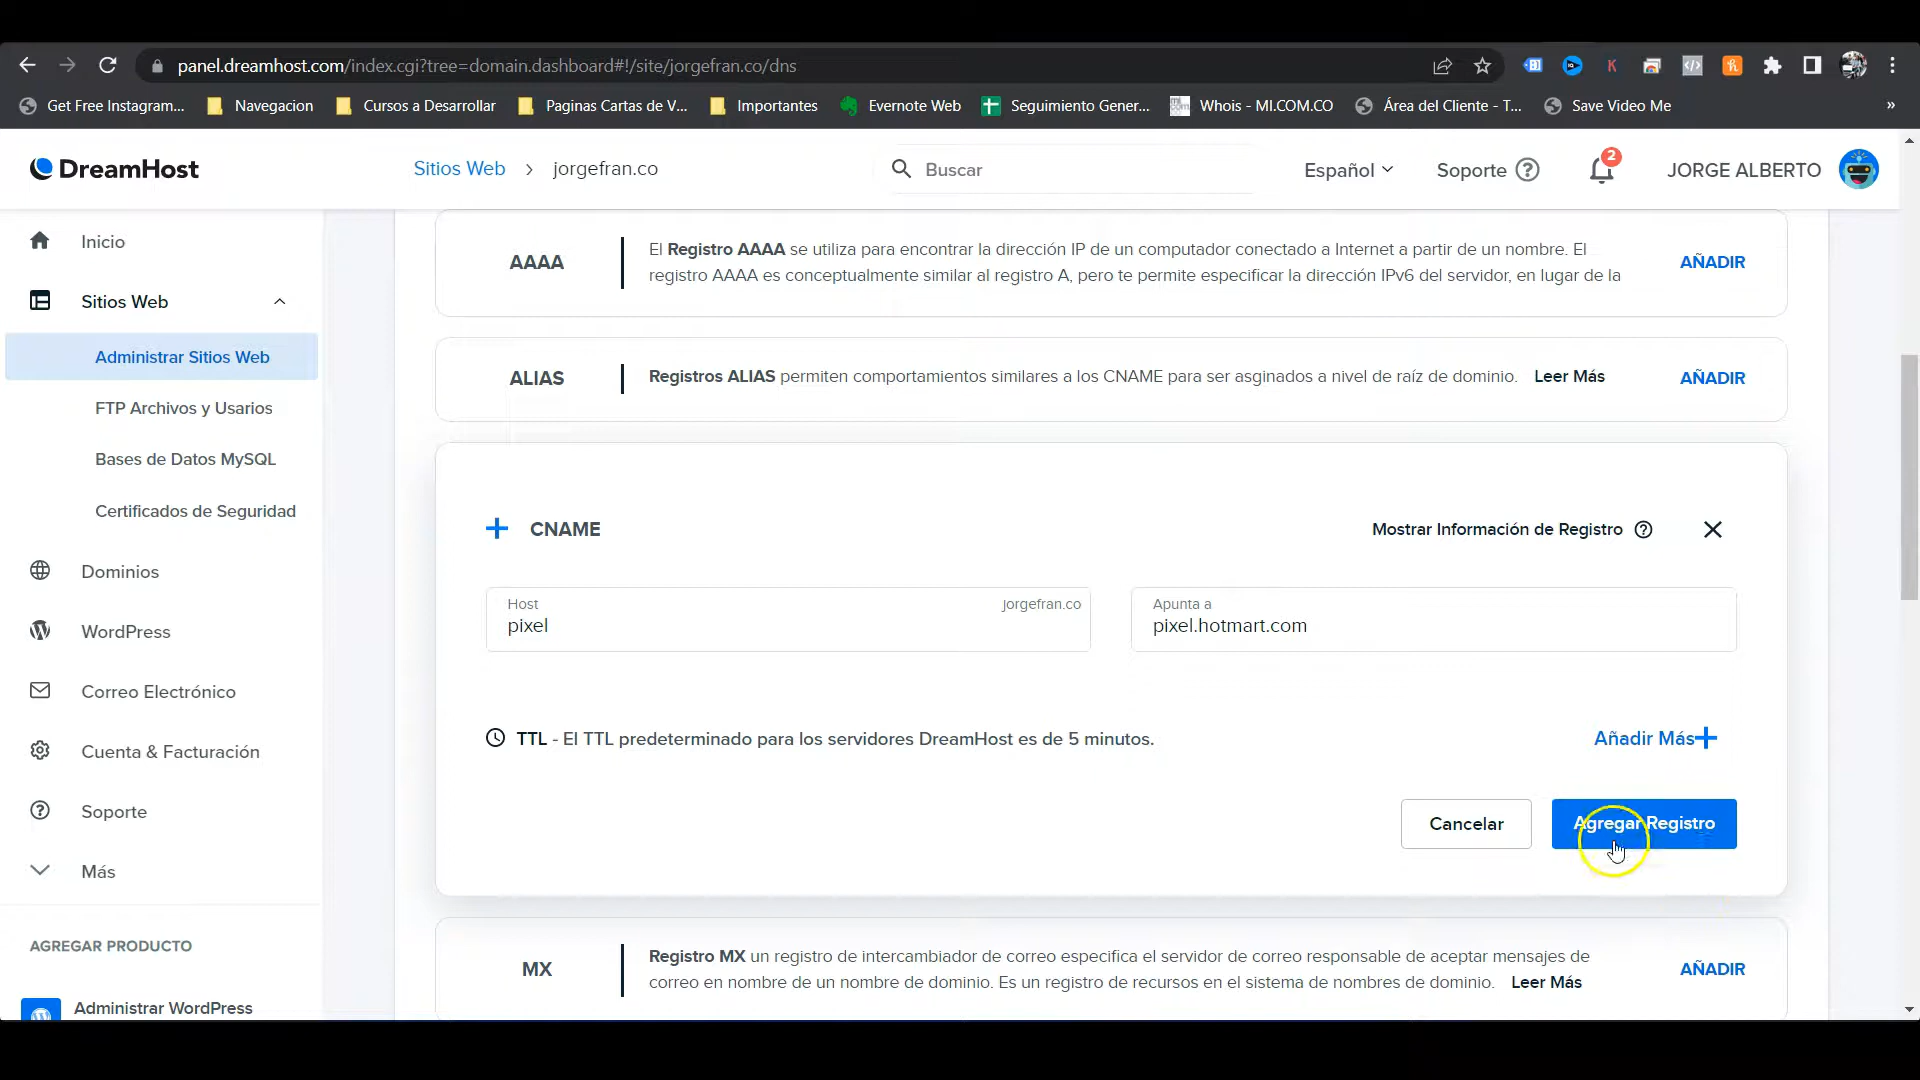 panel.dreamhost.com/index.cgi?tree=domain.dashboard#!/site/jorgefran.co/dns
Get Free Instagram...
Navegacion
Cursos a Desarrollar
Paginas Cartas de V...
Importantes
Evernote Web
Seguimiento Gener...
Whois - MI.COM.CO
Área del Cliente - T...
Save Video Me
»
DreamHost
Sitios Web > jorgefran.co
Buscar
Español
Soporte
2
JORGE ALBERTO
Inicio
Sitios Web
Administrar Sitios Web
FTP Archivos y Usarios
Bases de Datos MySQL
Certificados de Seguridad
Dominios
WordPress
Correo Electrónico
Cuenta & Facturación
Soporte
Más
AGREGAR PRODUCTO
Administrar WordPress
AAAA
El Registro AAAA se utiliza para encontrar la dirección IP de un computador conectado a Internet a partir de un nombre. El
registro AAAA es conceptualmente similar al registro A, pero te permite especificar la dirección IPv6 del servidor, en lugar de la
AÑADIR
ALIAS
Registros ALIAS permiten comportamientos similares a los CNAME para ser asginados a nivel de raíz de dominio. Leer Más
AÑADIR
CNAME
Mostrar Información de Registro
Host
jorgefran.co
pixel
Apunta a
pixel.hotmart.com
TTL - El TTL predeterminado para los servidores DreamHost es de 5 minutos.
Añadir Más
Cancelar
Agregar Registro
MX
Registro MX un registro de intercambiador de correo especifica el servidor de correo responsable de aceptar mensajes de
correo en nombre de un nombre de dominio. Es un registro de recursos en el sistema de nombres de dominio. Leer Más
AÑADIR